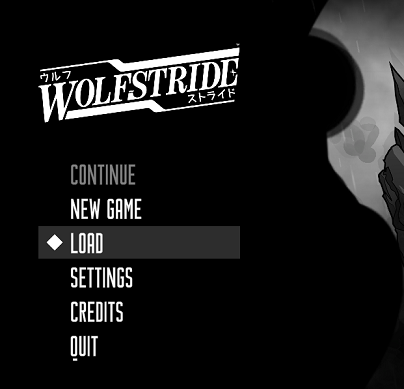 ウルフ
WOLFSTRIDE
ストライド
CONTINUE
NEW GAME
LOAD
SETTINGS
CREDITS
QUIT